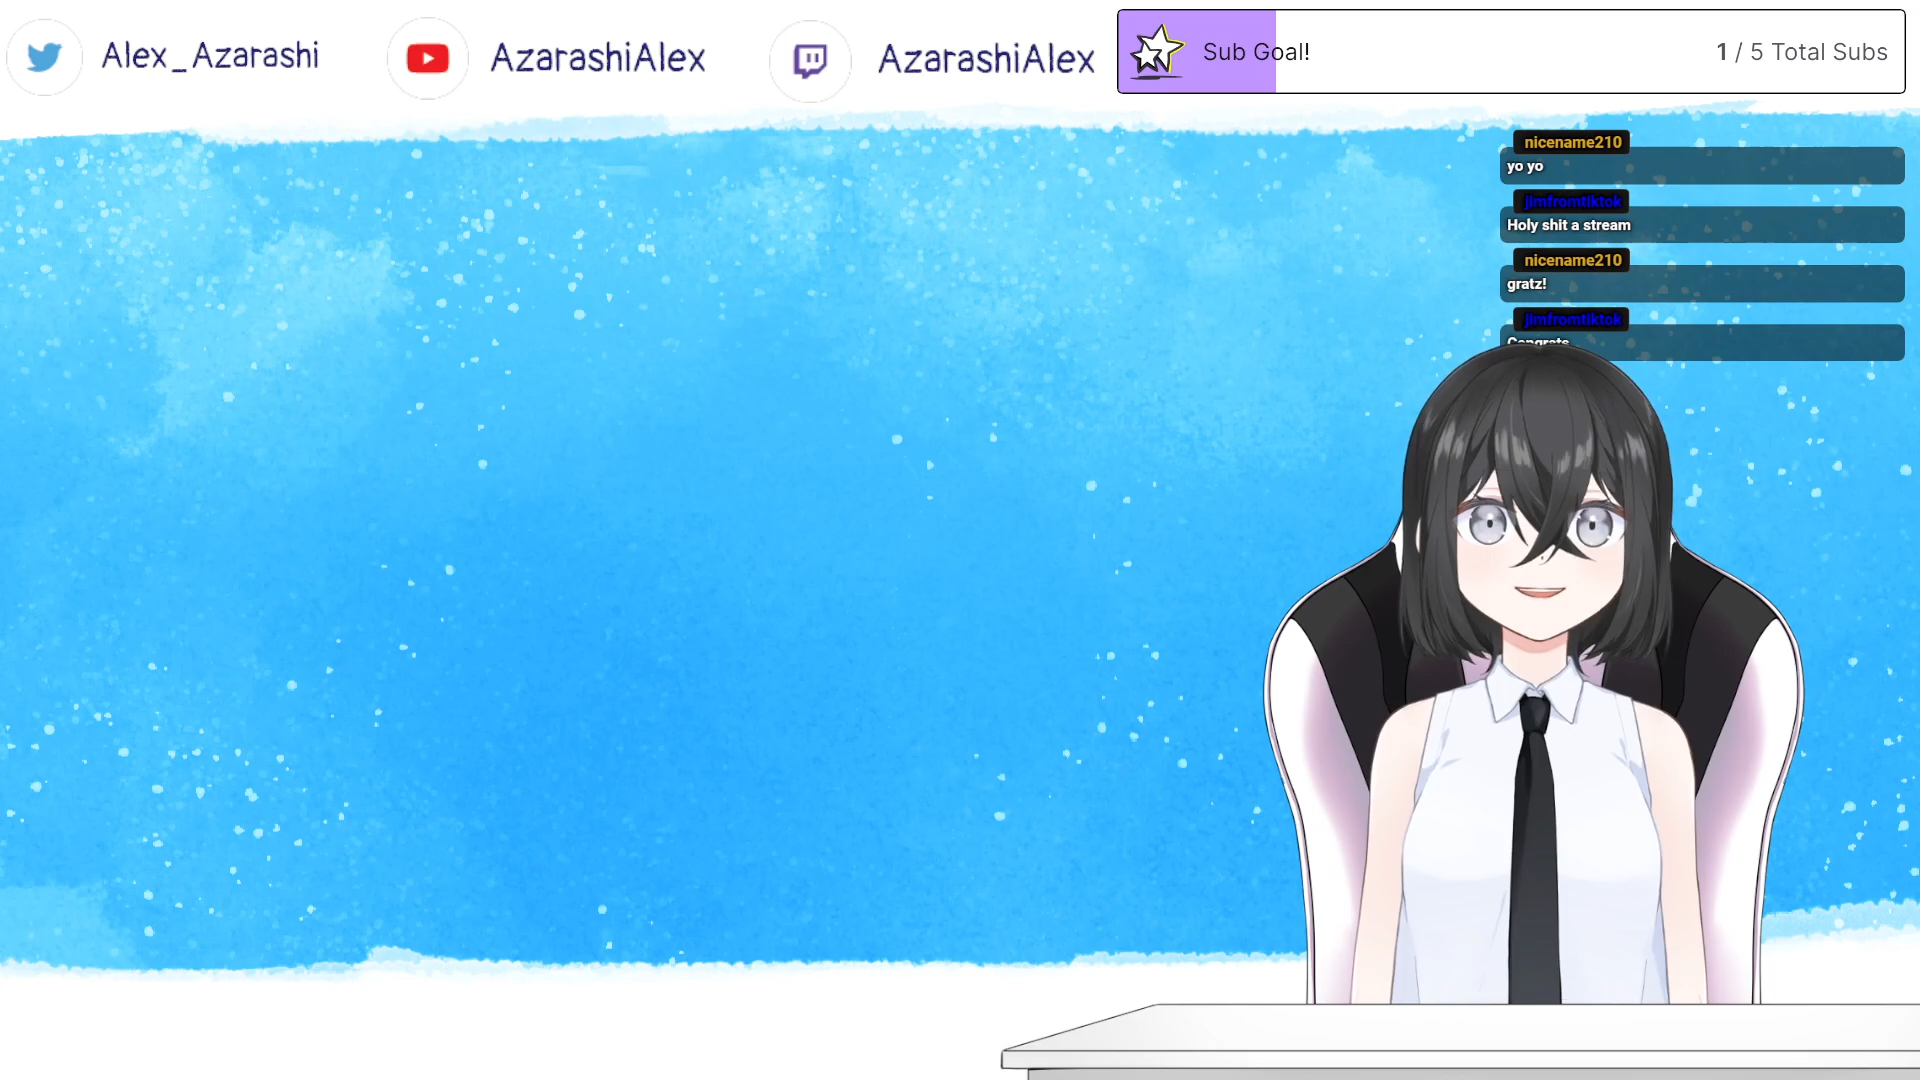 Alex_Azarashi
AzarashiAlex
AzarashiAlex
Sub Goal!
1 / 5 Total Subs
nicename210
yo yo
jimfromtiktok
Holy shit a stream
nicename210
gratz!
jimfromtiktok
Congrats